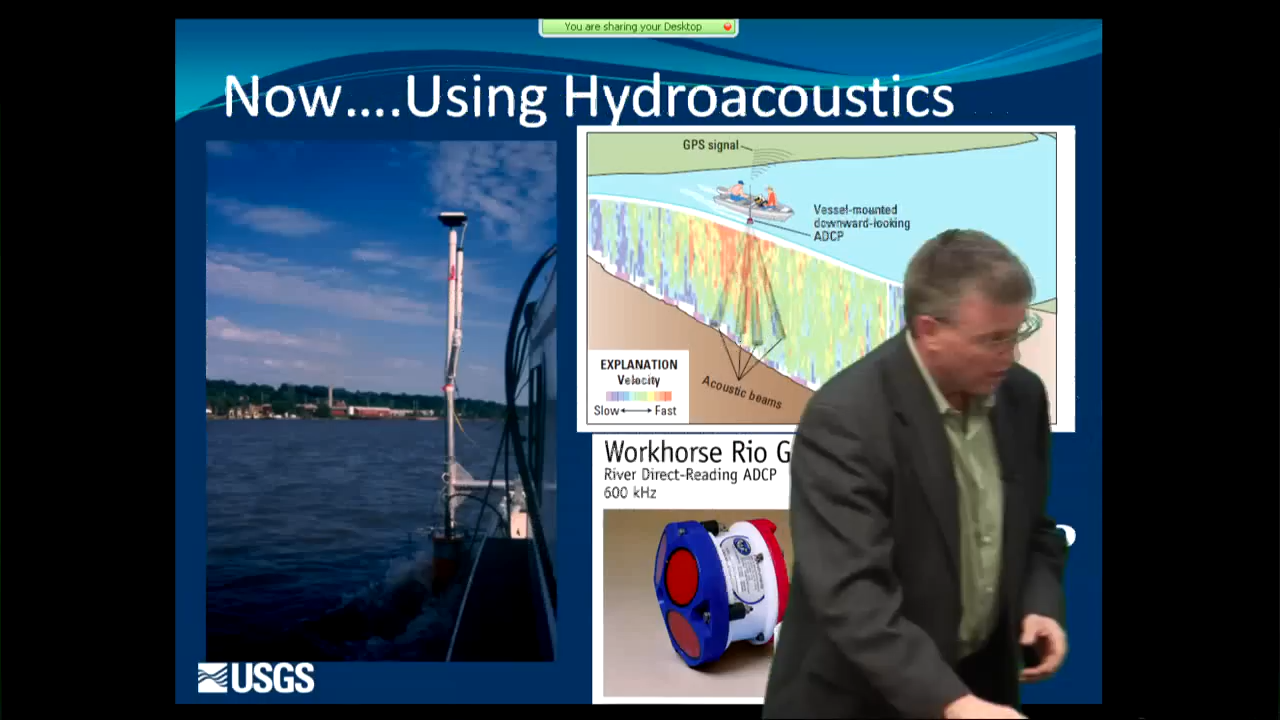 You are sharing your Desktop
Now....Using Hydroacoustics
GPS signal
Vessel-mounted
downward-looking
ADCP
EXPLANATION
Velocity
Slow
Fast
Acoustic beams
Workhorse Rio G
River Direct-Reading ADCP
600 kHz
USGS